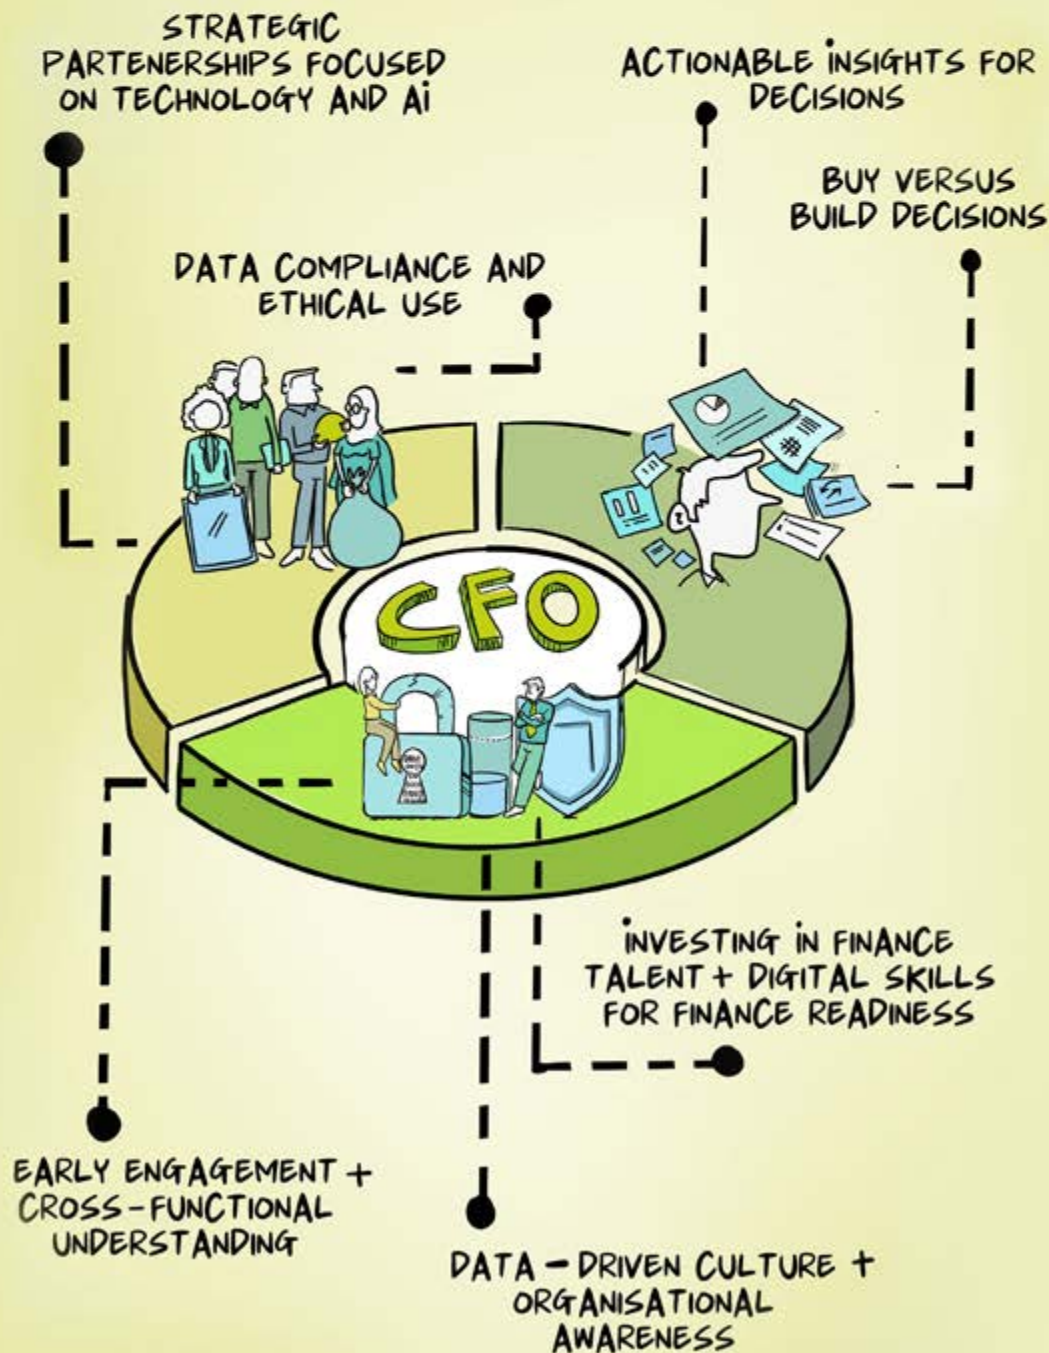 STRATEGIC
PARTENERSHIPS FOCUSED
ON TECHNOLOGY AND Ai
ACTIONABLE iNSIGHTS FOR
DECISIONS
BUY VERSUS
BUILD DECISIONS
DATA COMPLIANCE AND
ETHICAL USE
CFO
iNVESTING iN FINANCE
TALENT + DIGITAL SKILLS
FOR FINANCE READINESS
EARLY ENGAGEMENT +
CROSS-FUNCTIONAL
UNDERSTANDING
DATA - DRIVEN CULTURE +
ORGANISATIONAL
AWARENESS